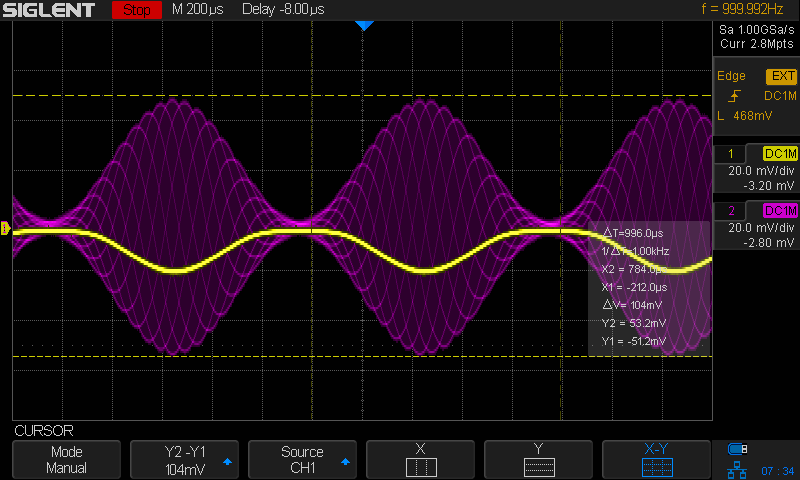 SIGLENT Stop M 200µs Delay -8.00µs f = 999.992Hz
Sa 1.00GSa/s
Curr 2.8Mpts
Edge EXT
DC1M
L 468mV
1 DC1M
20.0 mV/div
-3.20 mV
2 DC1M
20.0 mV/div
-2.80 mV
1
△T=996.0µs
1/△T=1.00kHz
X2 = 784.0µs
X1 = -212.0µs
△V= 104mV
Y2 = 53.2mV
Y1 = -51.2mV
CURSOR
Mode
Manual
Y2 -Y1
104mV
Source
CH1
X
Y
X-Y
07 : 34